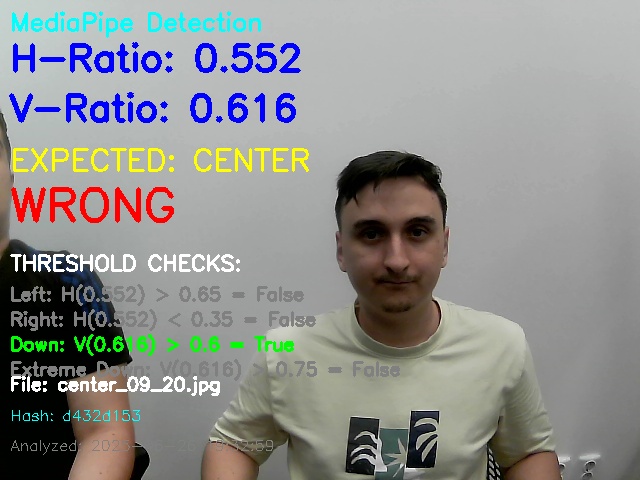 MediaPipe Detection
H-Ratio: 0.552
V-Ratio: 0.616
EXPECTED: CENTER
WRONG
THRESHOLD CHECKS:
Left: H(0.552) > 0.65 = False
Right: H(0.552) < 0.35 = False
Down: V(0.616) > 0.6 = True
Extreme Down: V(0.616) > 0.75 = False
File: center_09_20.jpg
Hash: d432d153
Analyzed: